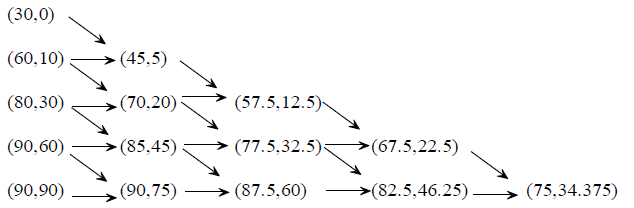 (30,0)
(60,10) (45,5)
(80,30) (70,20) (57.5,12.5)
(90,60) (85,45) (77.5,32.5) (67.5,22.5)
(90,90) (90,75) (87.5,60) (82.5,46.25) (75,34.375)